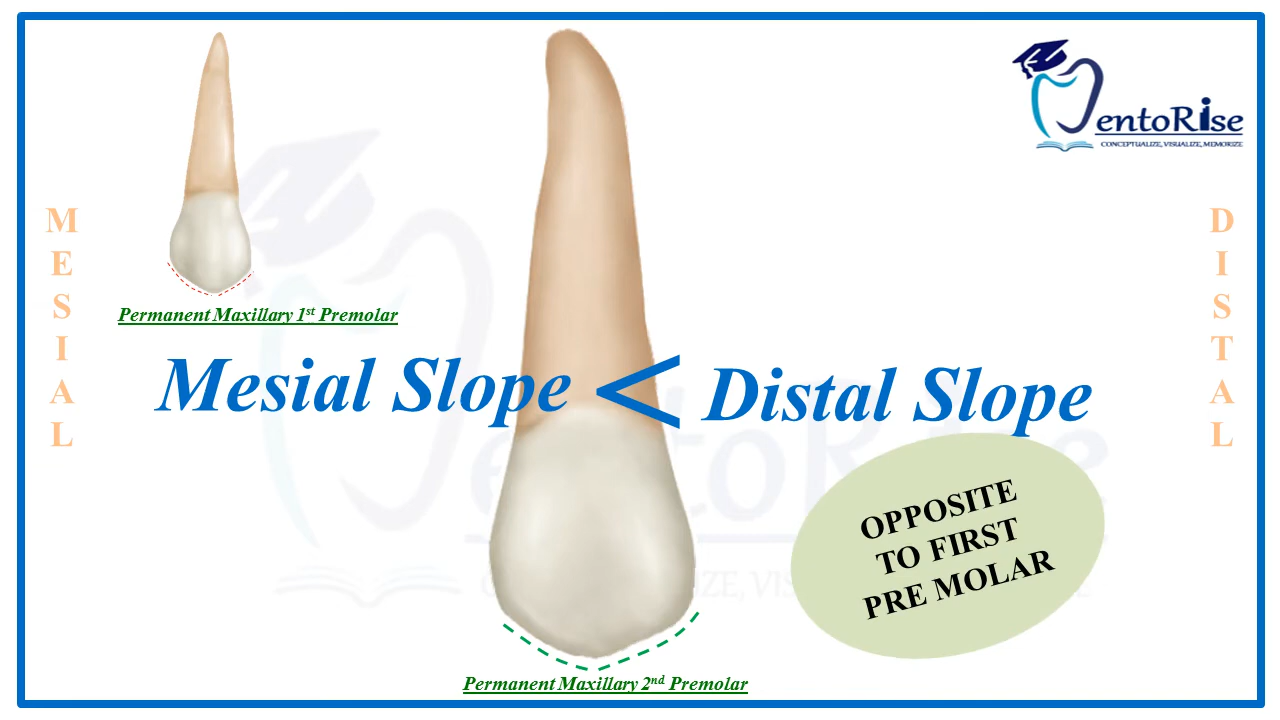 entoRise
CONCEPTUALIZE, VISUALIZE, MEMORIZE
MESIAL
DISTAL
Permanent Maxillary 1st Premolar
Mesial Slope < Distal Slope
OPPOSITE
TO FIRST
PRE MOLAR
Permanent Maxillary 2nd Premolar